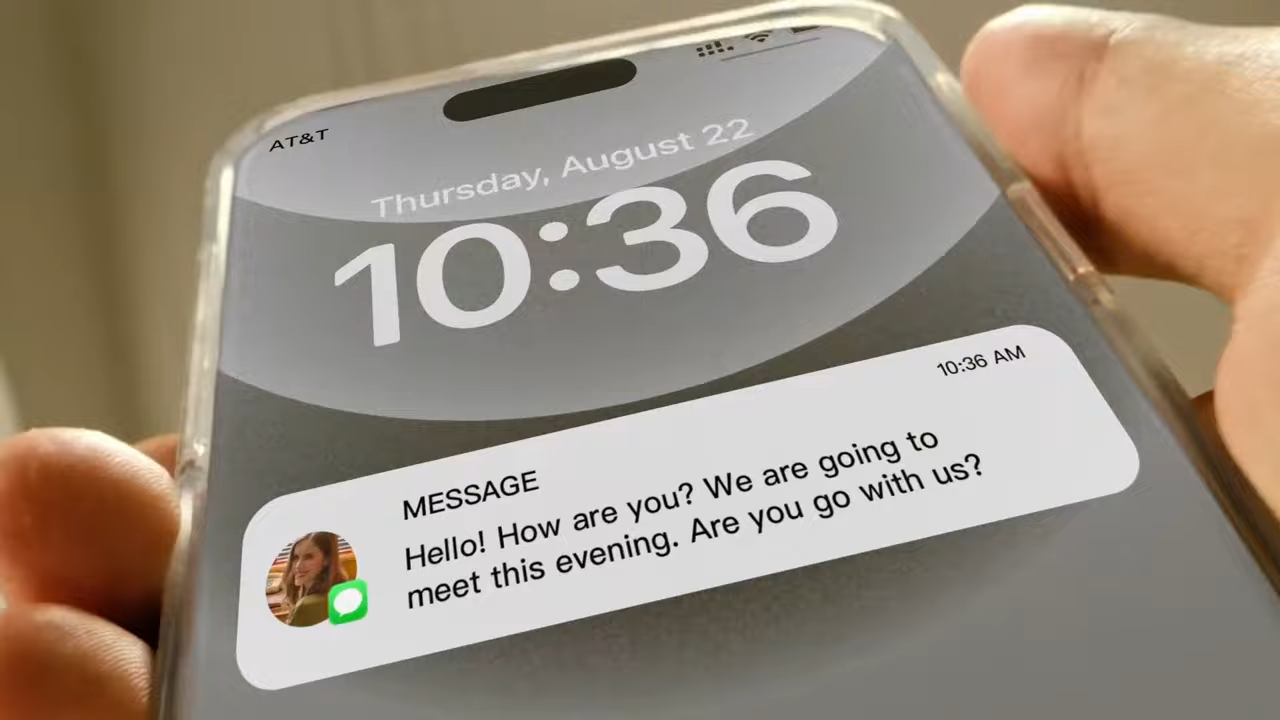 AT&T
Thursday, August 22
10:36
10:36 AM
MESSAGE
Hello! How are you? We are going to
meet this evening. Are you go with us?